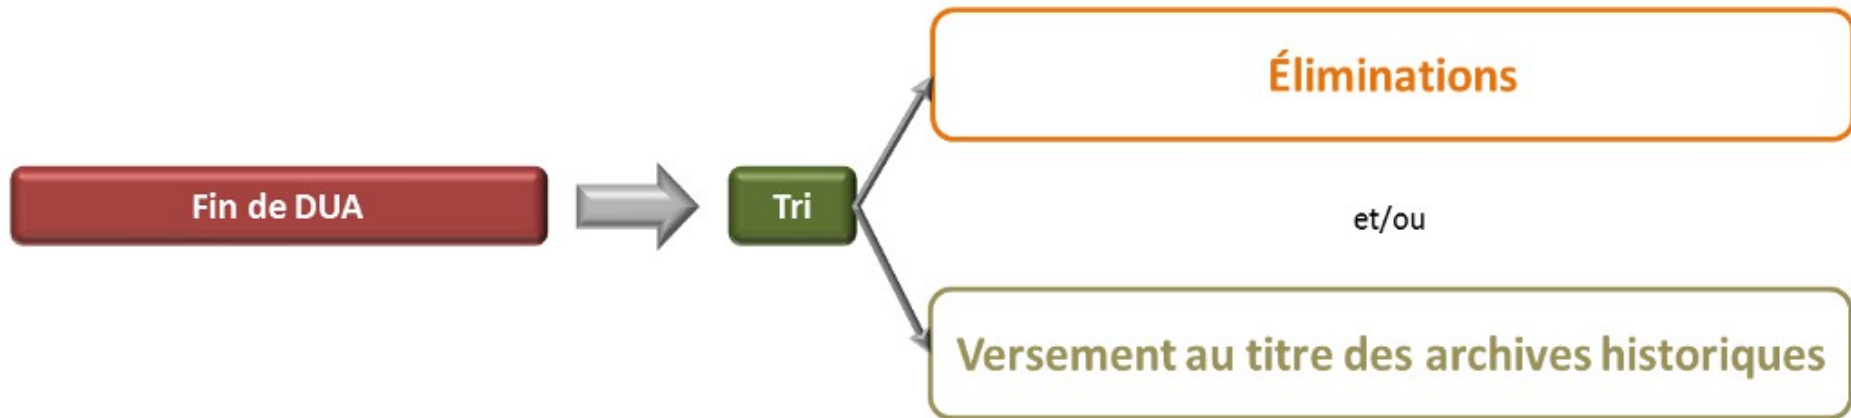 Éliminations
Fin de DUA
Tri
et/ou
Versement au titre des archives historiques